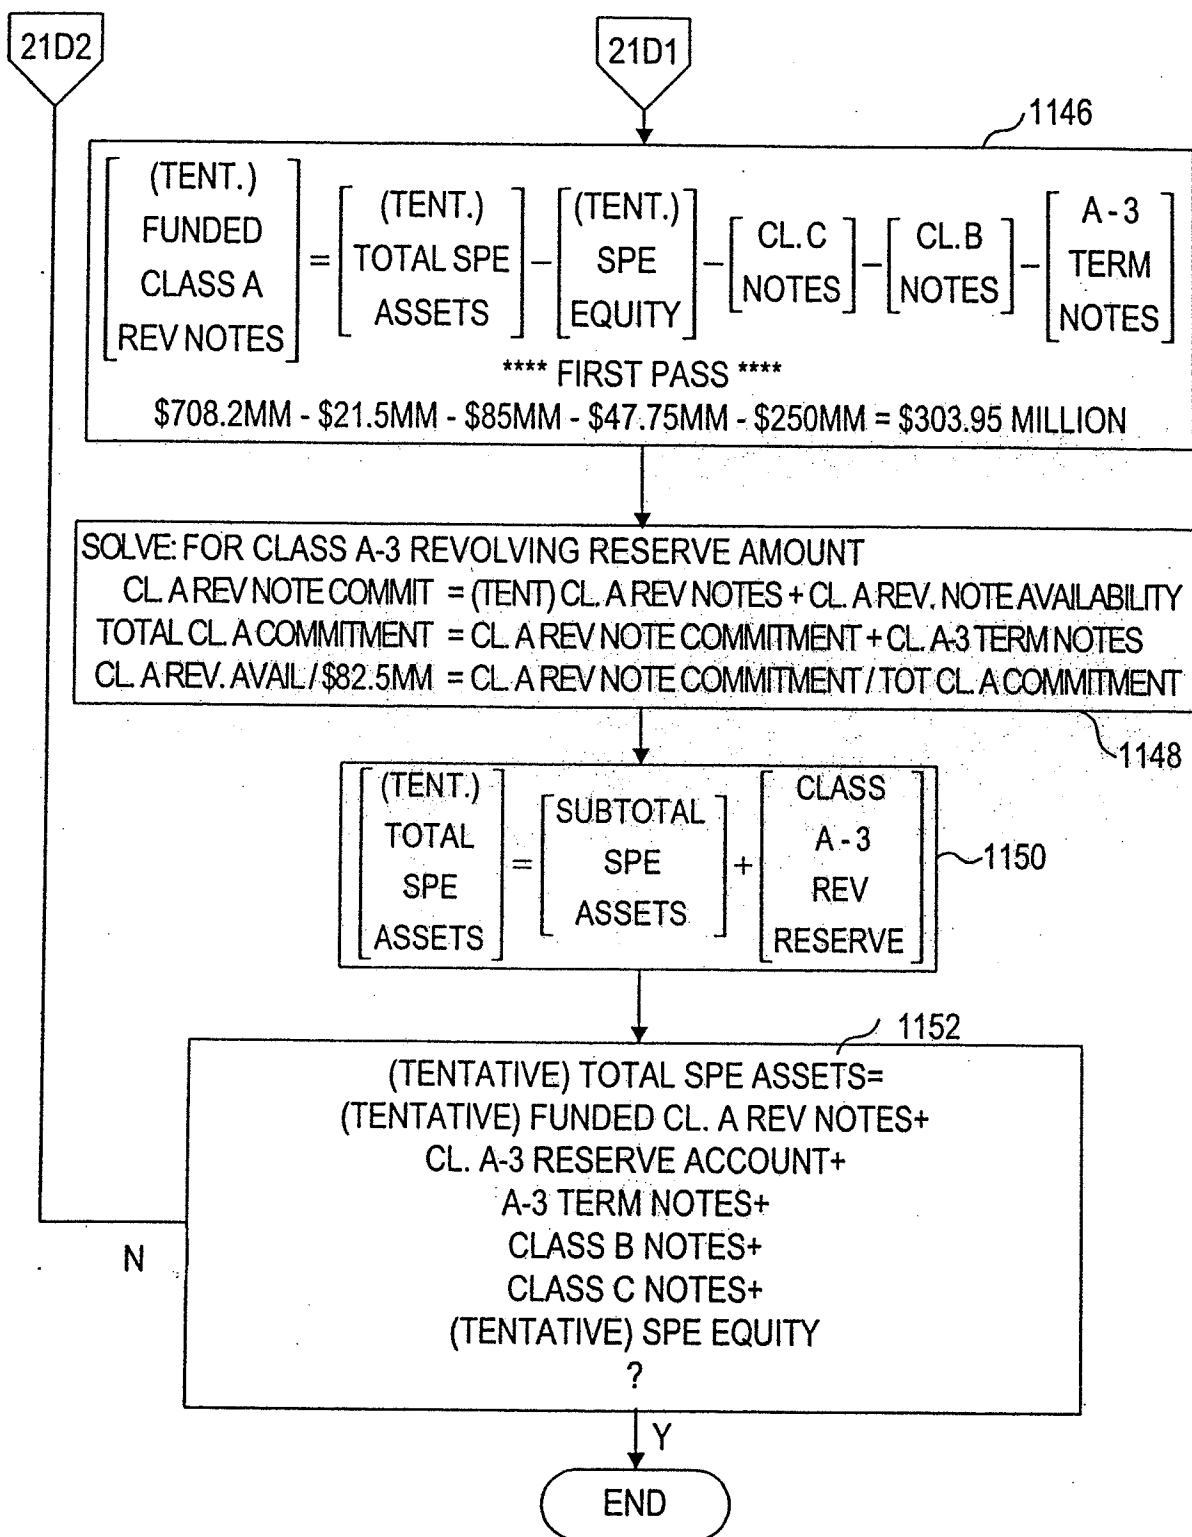 21D2
21D1
1146
(TENT.) FUNDED CLASS A REV NOTES = (TENT.) TOTAL SPE ASSETS - (TENT.) SPE EQUITY - CL.C NOTES - CL.B NOTES - A-3 TERM NOTES
**** FIRST PASS ****
$708.2MM - $21.5MM - $85MM - $47.75MM - $250MM = $303.95 MILLION
SOLVE: FOR CLASS A-3 REVOLVING RESERVE AMOUNT
CL. A REV NOTE COMMIT = (TENT) CL. A REV NOTES + CL. A REV. NOTE AVAILABILITY
TOTAL CL. A COMMITMENT = CL. A REV NOTE COMMITMENT + CL. A-3 TERM NOTES
CL. A REV. AVAIL / $82.5MM = CL. A REV NOTE COMMITMENT / TOT CL. A COMMITMENT
1148
(TENT.) TOTAL SPE ASSETS = SUBTOTAL SPE ASSETS + CLASS A-3 REV RESERVE
1150
1152
(TENTATIVE) TOTAL SPE ASSETS=
(TENTATIVE) FUNDED CL. A REV NOTES+
CL. A-3 RESERVE ACCOUNT+
A-3 TERM NOTES+
CLASS B NOTES+
CLASS C NOTES+
(TENTATIVE) SPE EQUITY
?
N
Y
END